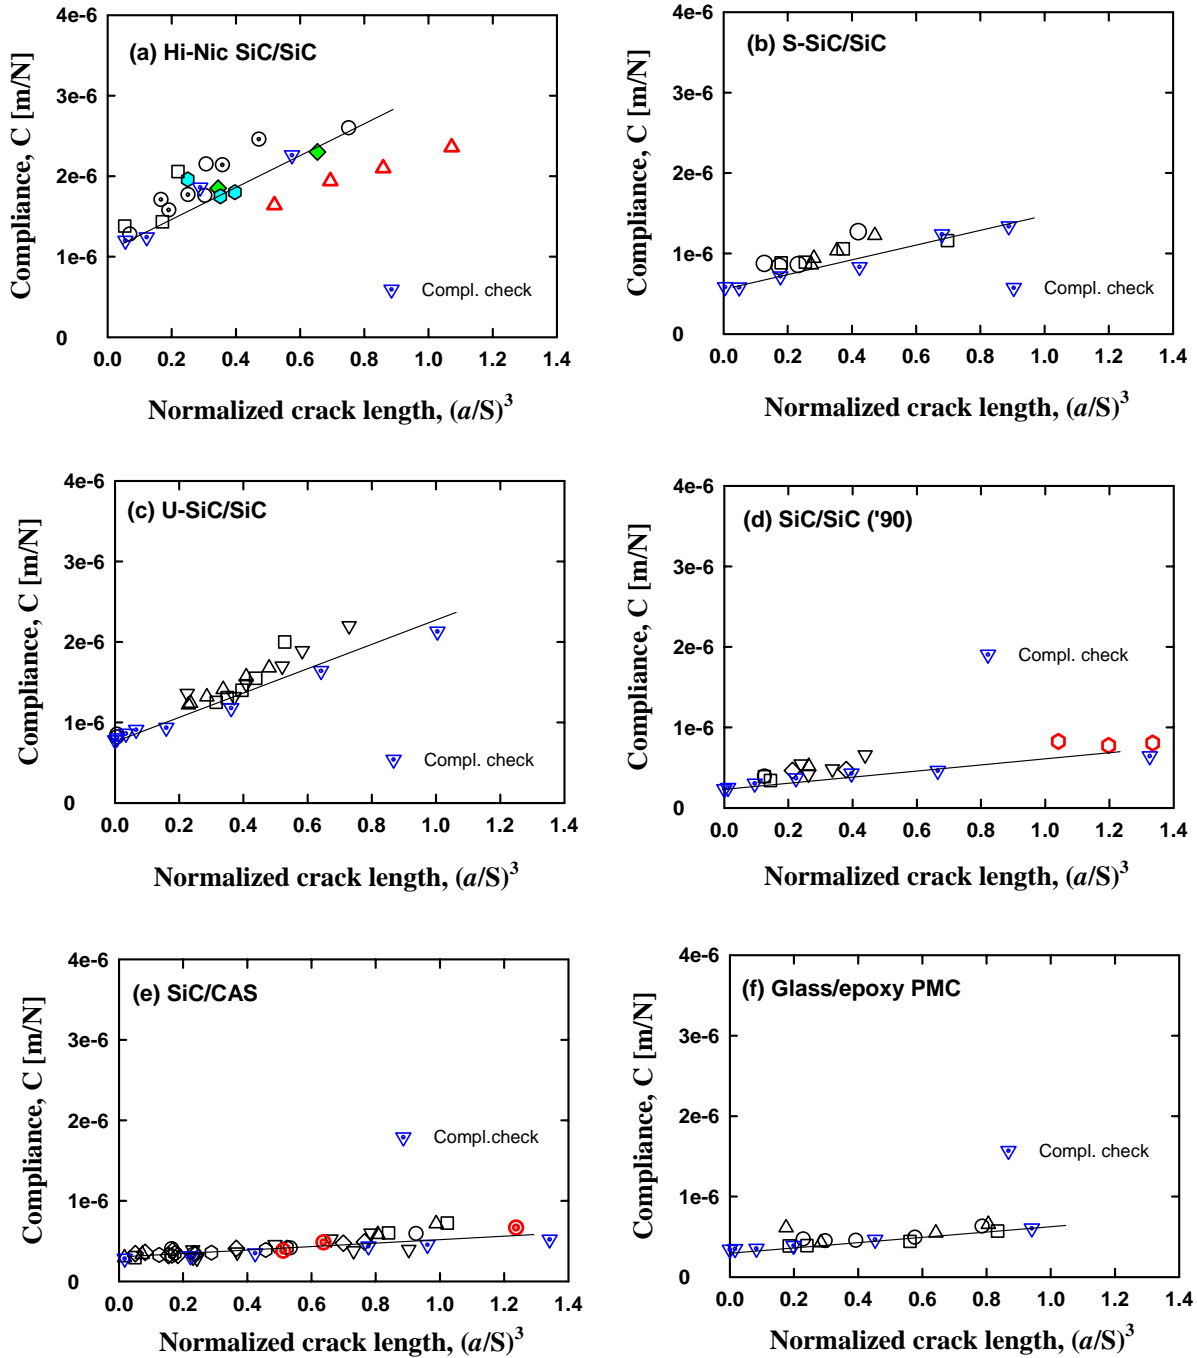 4e-6
(a) Hi-Nic SiC/SiC
3e-6
2e-6
1e-6
0
Compliance, C [m/N]
Compl. check
0.0 0.2 0.4 0.6 0.8 1.0 1.2 1.4
Normalized crack length, (a/S)³
4e-6
(b) S-SiC/SiC
3e-6
2e-6
1e-6
0
Compliance, C [m/N]
Compl. check
0.0 0.2 0.4 0.6 0.8 1.0 1.2 1.4
Normalized crack length, (a/S)³
4e-6
(c) U-SiC/SiC
3e-6
2e-6
1e-6
0
Compliance, C [m/N]
Compl. check
0.0 0.2 0.4 0.6 0.8 1.0 1.2 1.4
Normalized crack length, (a/S)³
4e-6
(d) SiC/SiC ('90)
3e-6
2e-6
1e-6
0
Compliance, C [m/N]
Compl. check
0.0 0.2 0.4 0.6 0.8 1.0 1.2 1.4
Normalized crack length, (a/S)³
4e-6
(e) SiC/CAS
3e-6
2e-6
1e-6
0
Compliance, C [m/N]
Compl.check
0.0 0.2 0.4 0.6 0.8 1.0 1.2 1.4
Normalized crack length, (a/S)³
4e-6
(f) Glass/epoxy PMC
3e-6
2e-6
1e-6
0
Compliance, C [m/N]
Compl. check
0.0 0.2 0.4 0.6 0.8 1.0 1.2 1.4
Normalized crack length, (a/S)³